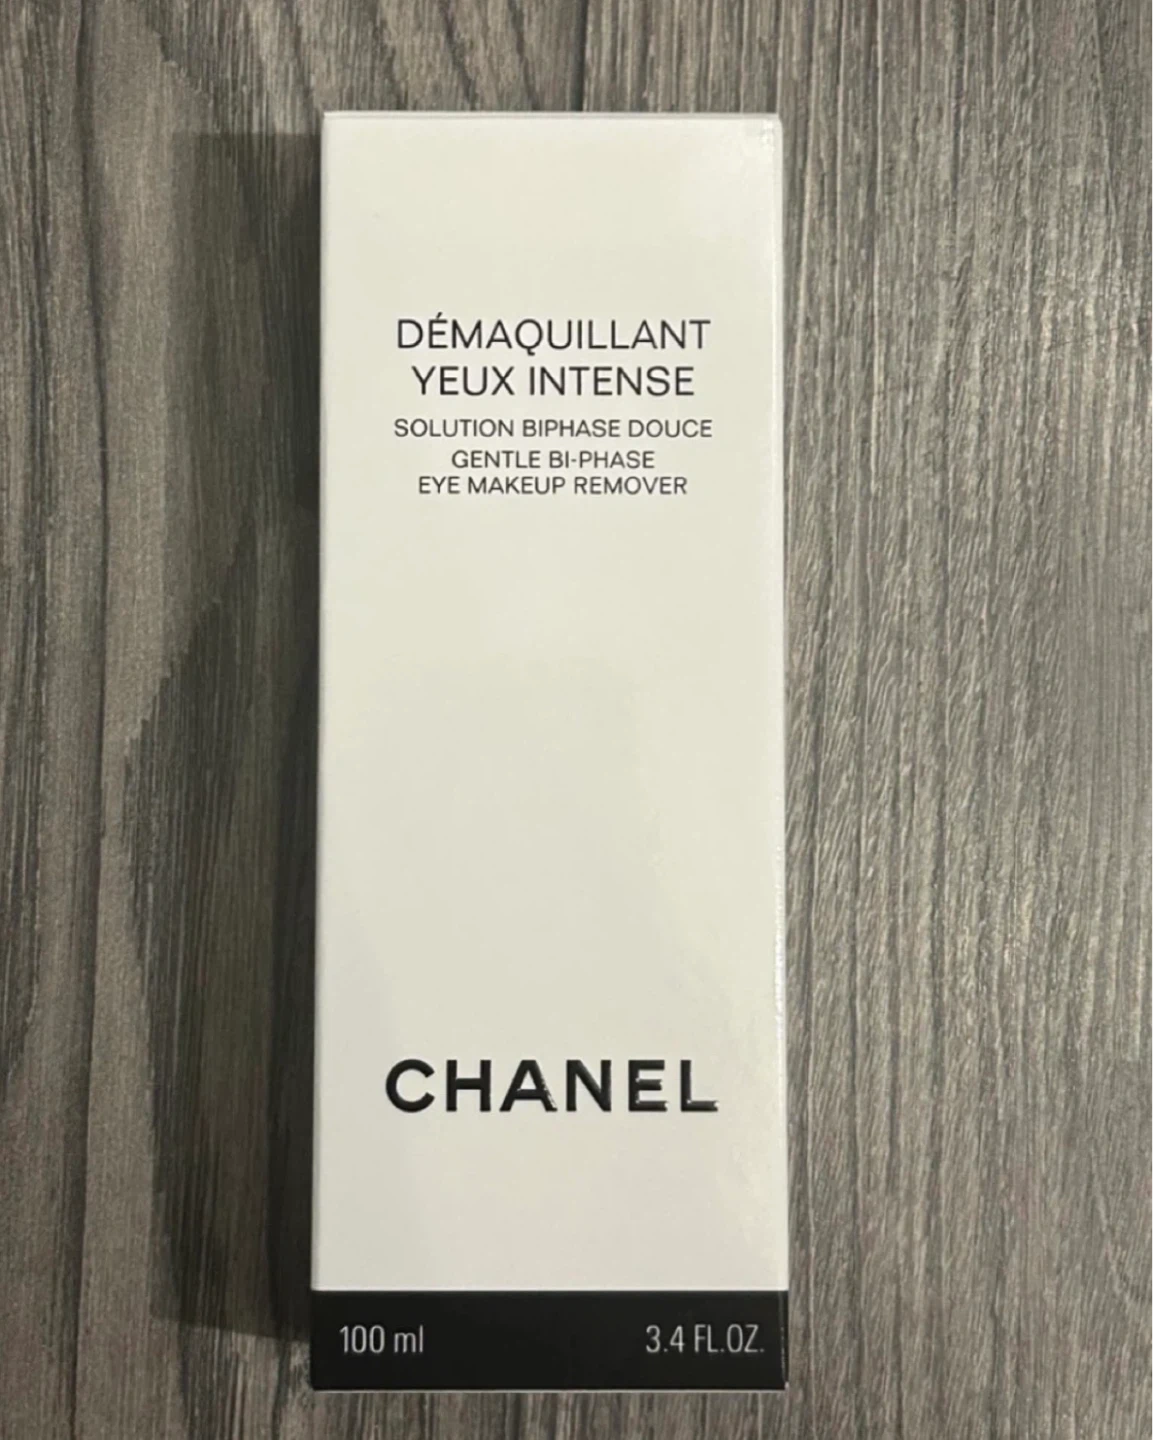 DÉMAQUILLANT
YEUX INTENSE
SOLUTION BIPHASE DOUCE
GENTLE BI-PHASE
EYE MAKEUP REMOVER
CHANEL
100 ml 3.4 FL.OZ.